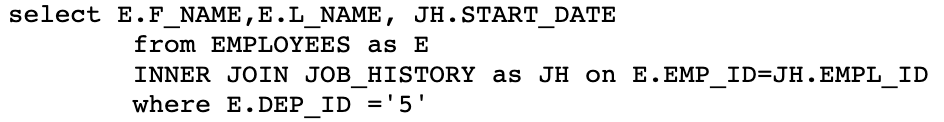 select E.F_NAME,E.L_NAME, JH.START_DATE
from EMPLOYEES as E
INNER JOIN JOB_HISTORY as JH on E.EMP_ID=JH.EMPL_ID
where E.DEP_ID ='5'